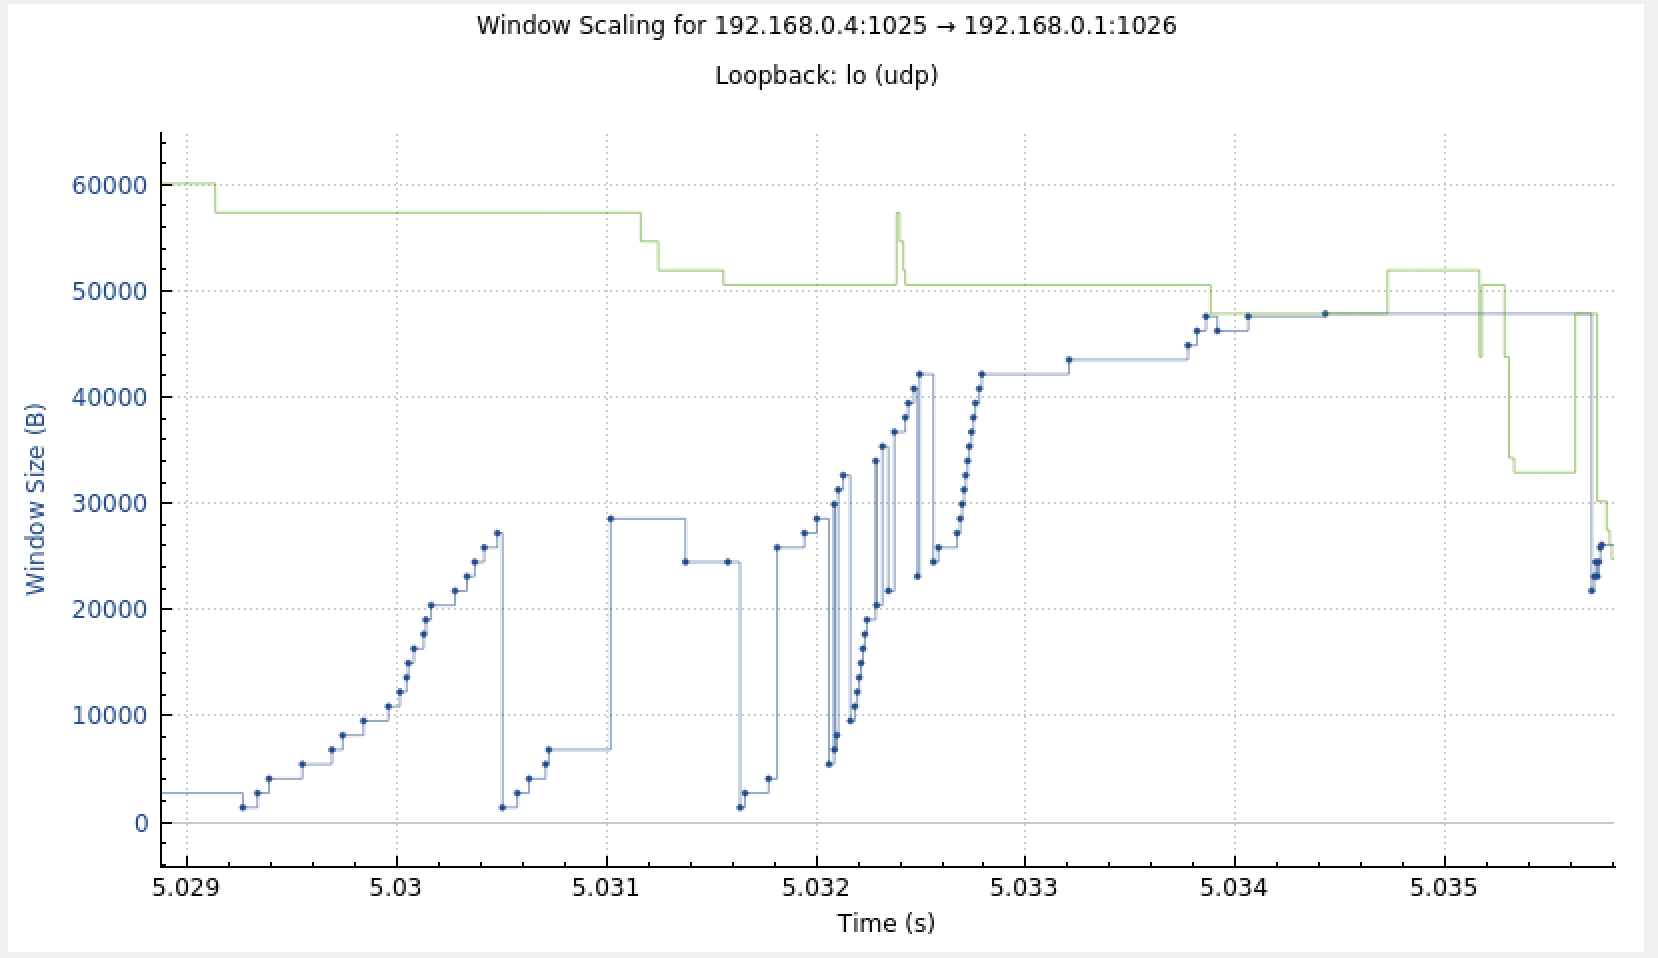 Window Scaling for 192.168.0.4:1025 → 192.168.0.1:1026
Loopback: lo (udp)
Window Size (B)
60000
50000
40000
30000
20000
10000
0
5.029 5.03 5.031 5.032 5.033 5.034 5.035
Time (s)